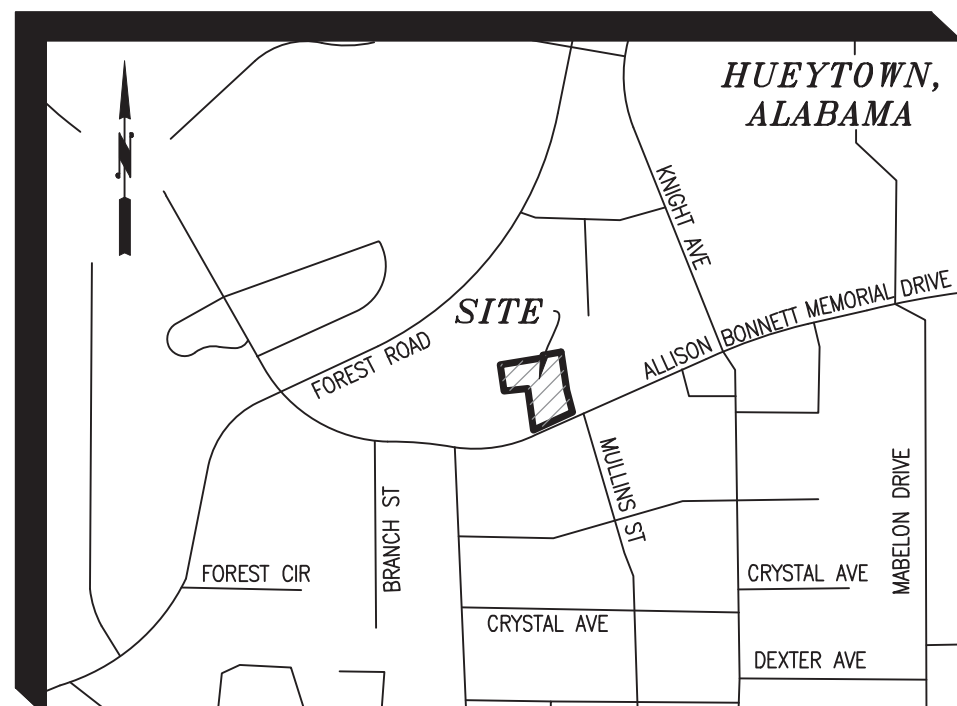 HUEYTOWN,
ALABAMA
N
KNIGHT AVE
SITE
ALLISON BONNETT MEMORIAL DRIVE
FOREST ROAD
MULLINS ST
BRANCH ST
MABELON DRIVE
FOREST CIR
CRYSTAL AVE
CRYSTAL AVE
DEXTER AVE